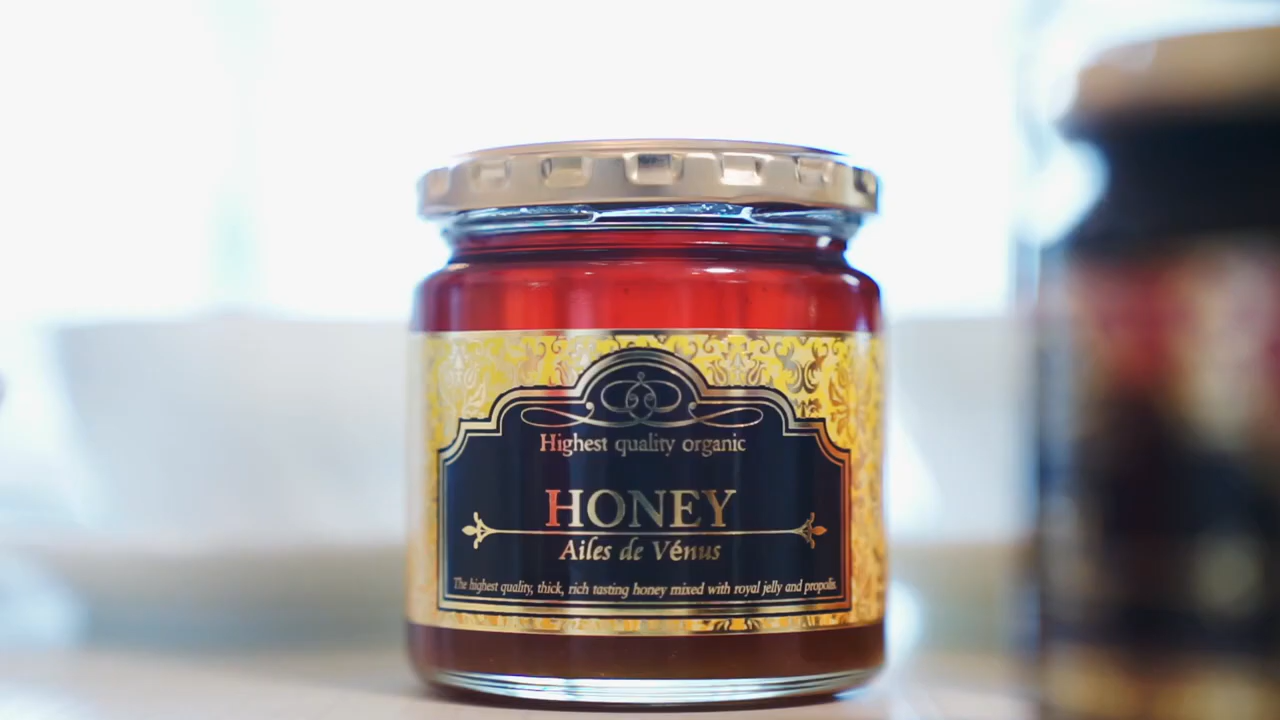 Highest quality organic
HONEY
Ailes de Vénus
The highest quality, thick, rich tasting honey mixed with royal jelly and propolis.